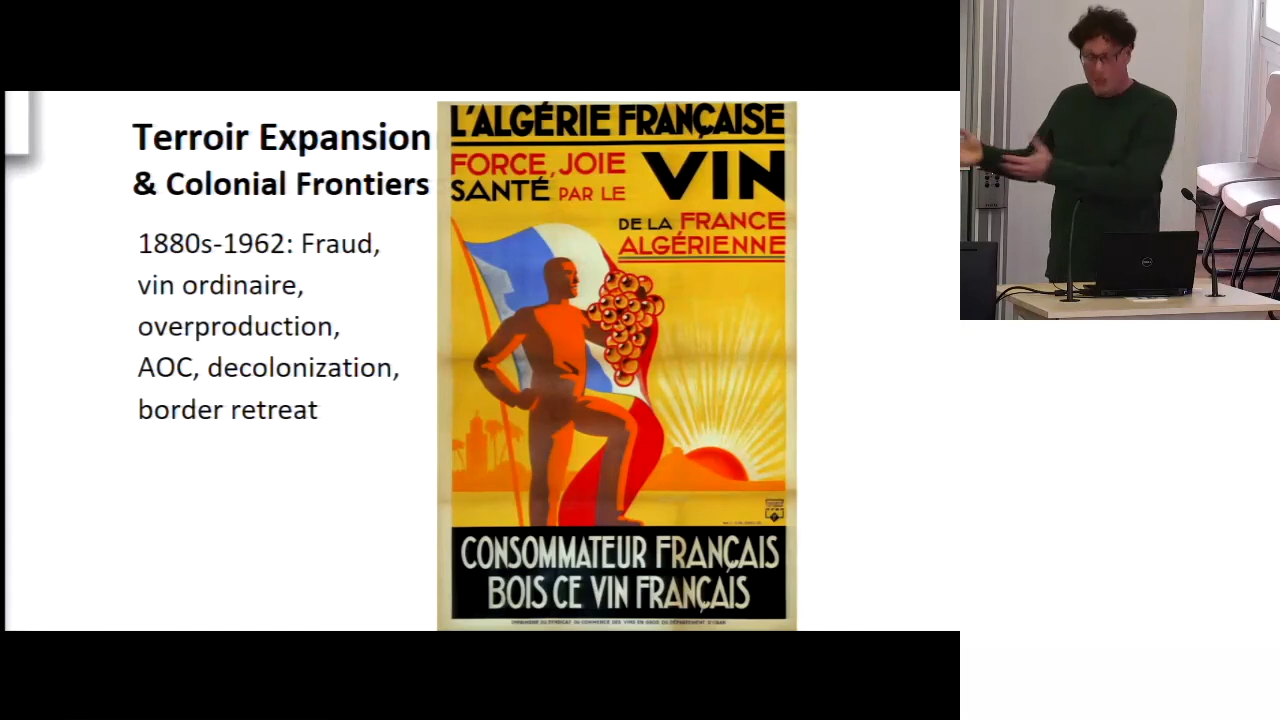 Terroir Expansion
& Colonial Frontiers
1880s-1962: Fraud,
vin ordinaire,
overproduction,
AOC, decolonization,
border retreat
L'ALGÉRIE FRANÇAISE
FORCE, JOIE
SANTÉ PAR LE VIN
DE LA FRANCE
ALGÉRIENNE
CONSOMMATEUR FRANÇAIS
BOIS CE VIN FRANÇAIS
DELL